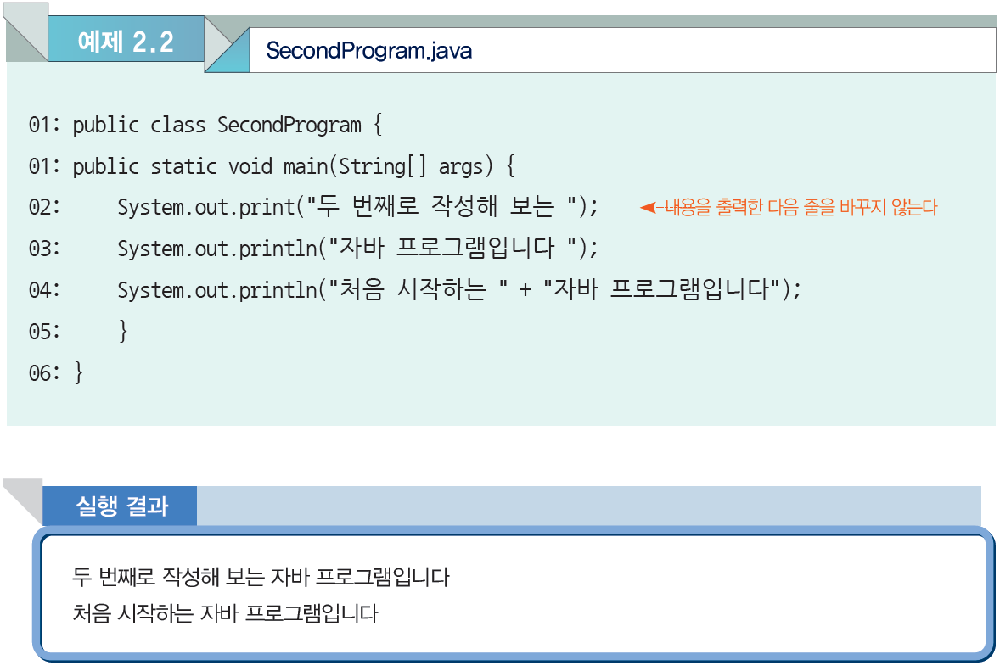 예제 2.2
SecondProgram.java
01: public class SecondProgram {
01: public static void main(String[] args) {
02:     System.out.print("두 번째로 작성해 보는 ");     내용을 출력한 다음 줄을 바꾸지 않는다
03:     System.out.println("자바 프로그램입니다 ");
04:     System.out.println("처음 시작하는 " + "자바 프로그램입니다");
05:     }
06: }
실행 결과
두 번째로 작성해 보는 자바 프로그램입니다
처음 시작하는 자바 프로그램입니다